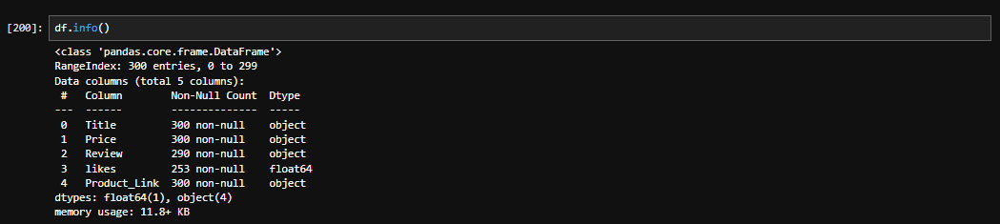 [200]: df.info()
<class 'pandas.core.frame.DataFrame'>
RangeIndex: 300 entries, 0 to 299
Data columns (total 5 columns):
 #   Column        Non-Null Count  Dtype
---  ------        --------------  -----
 0   Title         300 non-null    object
 1   Price         300 non-null    object
 2   Review        290 non-null    object
 3   likes         253 non-null    float64
 4   Product_Link  300 non-null    object
dtypes: float64(1), object(4)
memory usage: 11.8+ KB